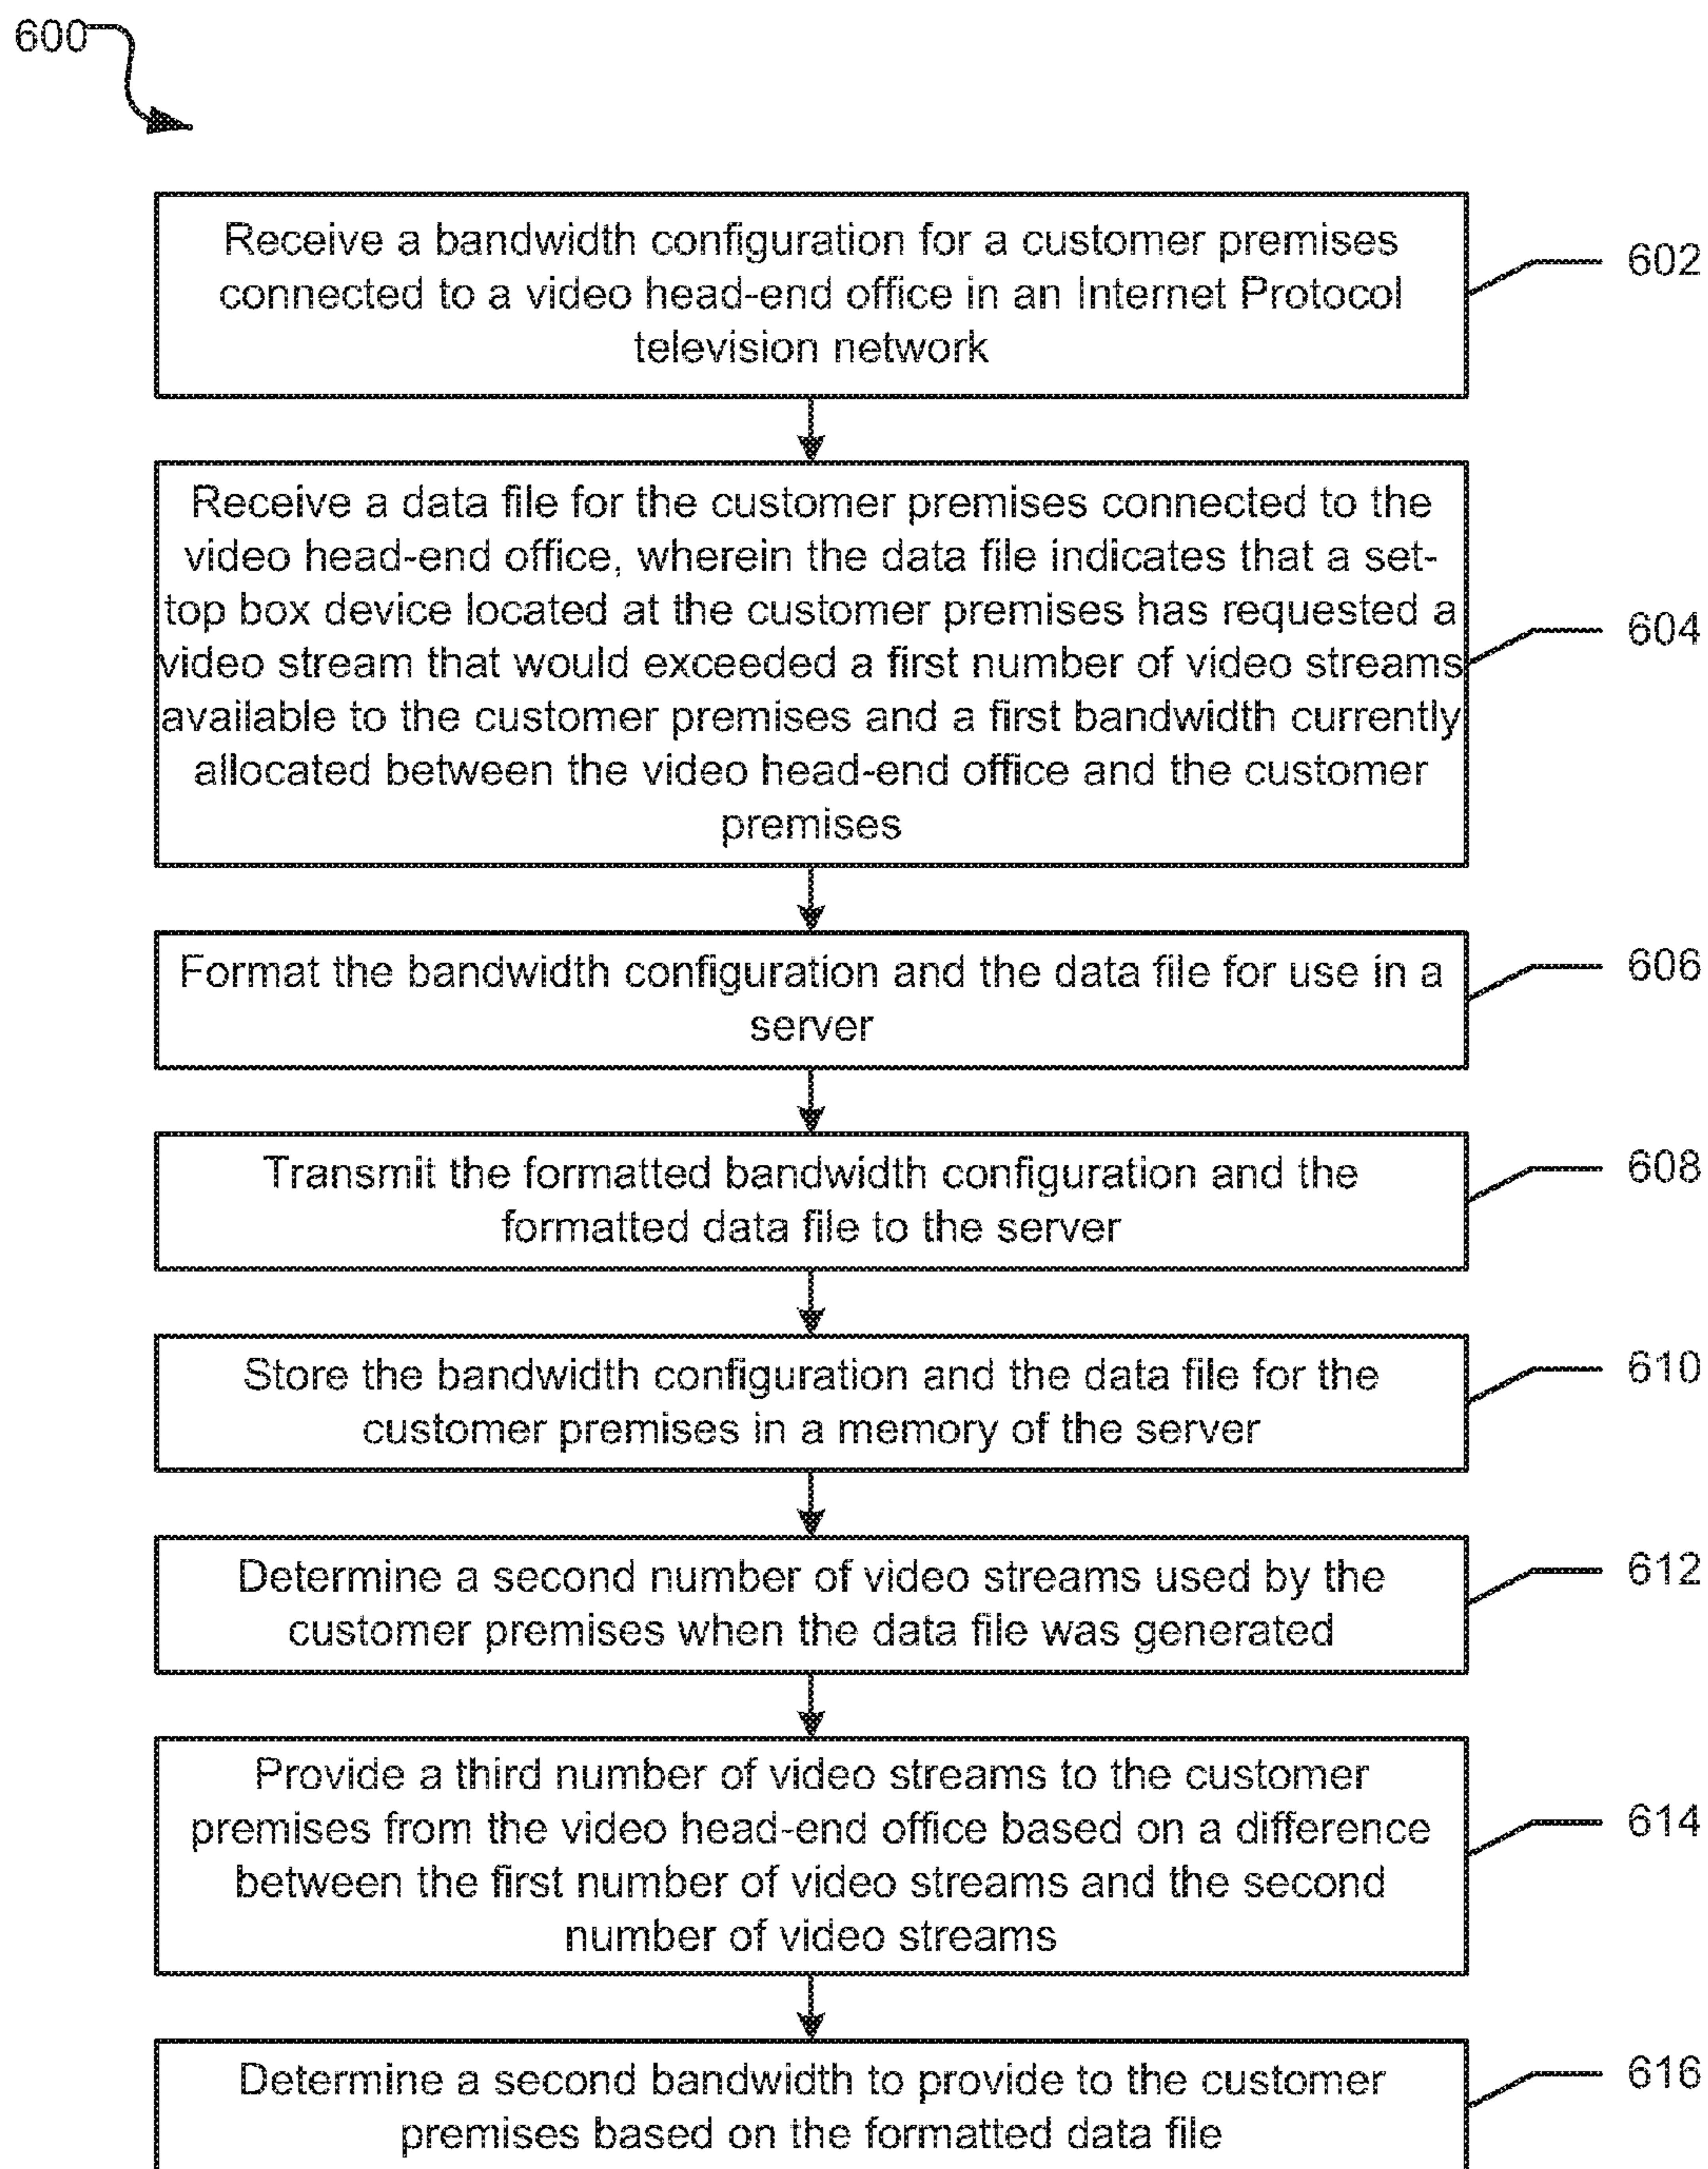 600
Receive a bandwidth configuration for a customer premises
connected to a video head-end office in an Internet Protocol
television network
602
Receive a data file for the customer premises connected to the
video head-end office, wherein the data file indicates that a set-
top box device located at the customer premises has requested a
video stream that would exceeded a first number of video streams
available to the customer premises and a first bandwidth currently
allocated between the video head-end office and the customer
premises
604
Format the bandwidth configuration and the data file for use in a
server
606
Transmit the formatted bandwidth configuration and the
formatted data file to the server
608
Store the bandwidth configuration and the data file for the
customer premises in a memory of the server
610
Determine a second number of video streams used by the
customer premises when the data file was generated
612
Provide a third number of video streams to the customer
premises from the video head-end office based on a difference
between the first number of video streams and the second
number of video streams
614
Determine a second bandwidth to provide to the customer
premises based on the formatted data file
616